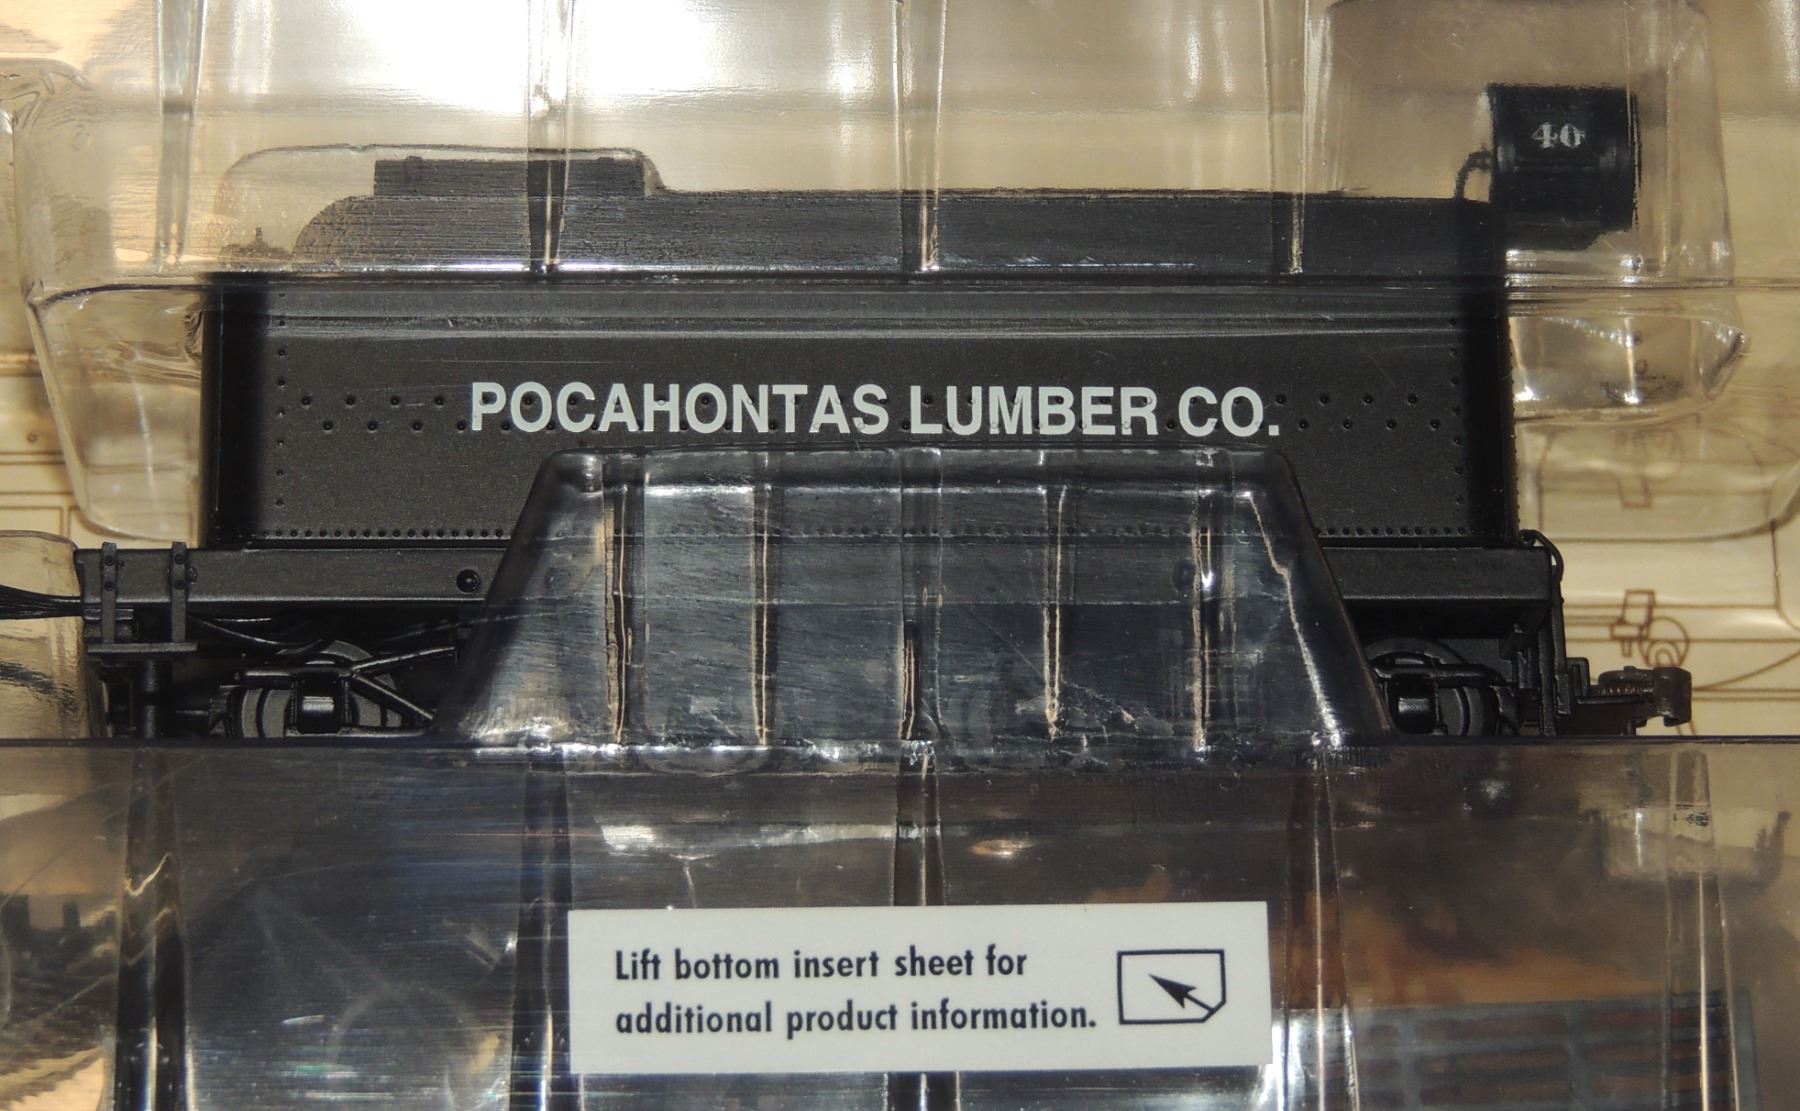 40
POCAHONTAS LUMBER CO.
Lift bottom insert sheet for
additional product information.